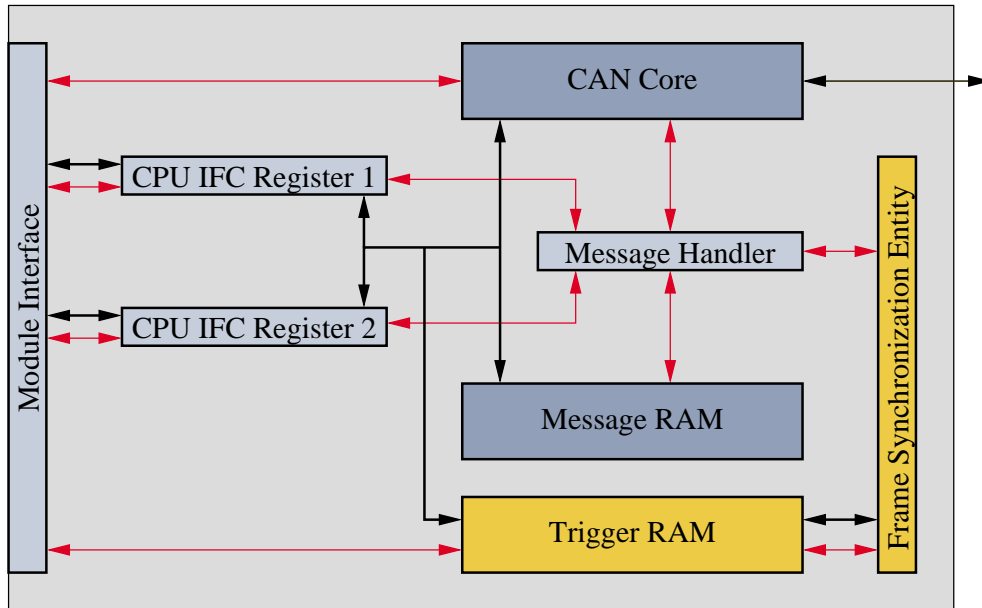 CAN Core
CPU IFC Register 1
Message Handler
CPU IFC Register 2
Module Interface
Frame Synchronization Entity
Message RAM
Trigger RAM